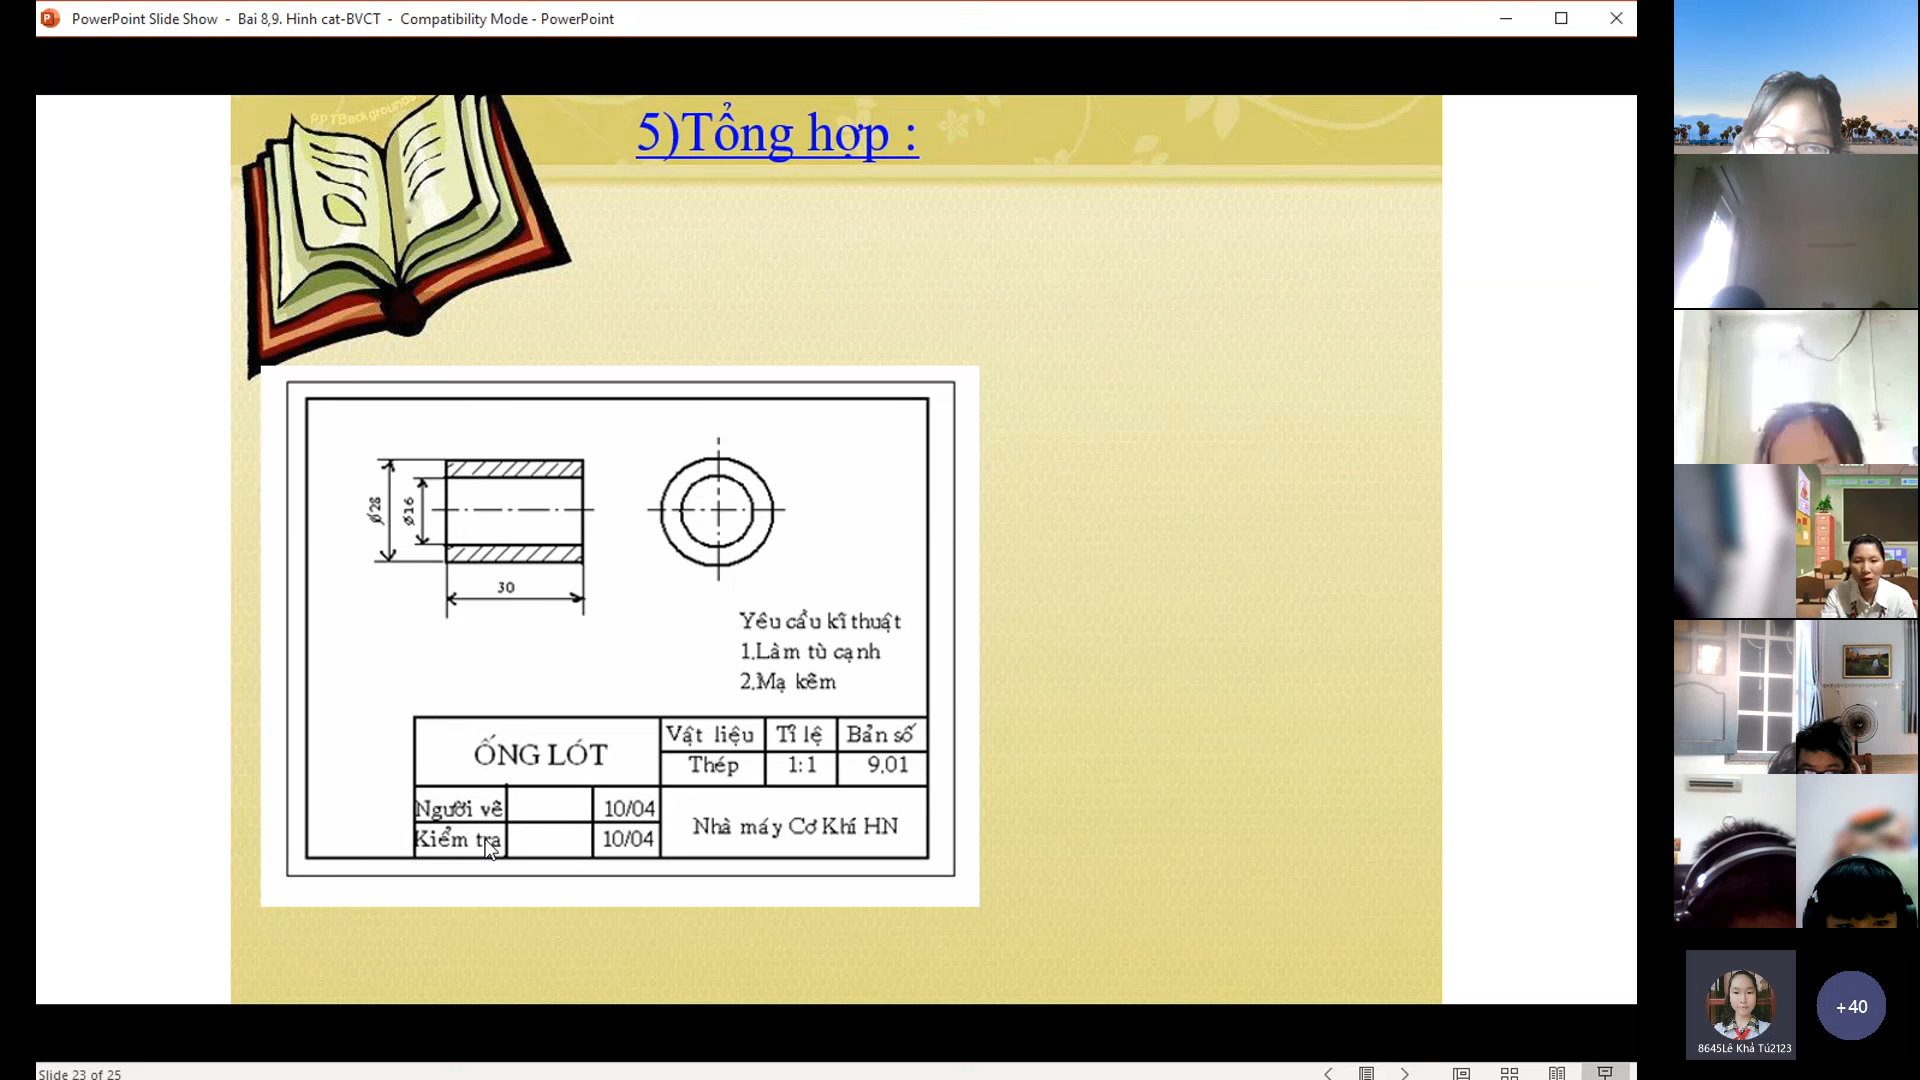 PowerPoint Slide Show - Bai 8,9. Hinh cat-BVCT - Compatibility Mode - PowerPoint
PPTBackgrounds
5)Tổng hợp :
Ø28
Ø16
30
Yêu cầu kĩ thuật
1.Làm tù cạnh
2.Mạ kẽm
ỐNG LÓT
Vật liệu Tỉ lệ Bản số
Thép 1:1 9.01
Người vẽ 10/04
Kiểm tra 10/04
Nhà máy Cơ Khí HN
8645Lê Khả Tú2123
+40
Slide 23 of 25